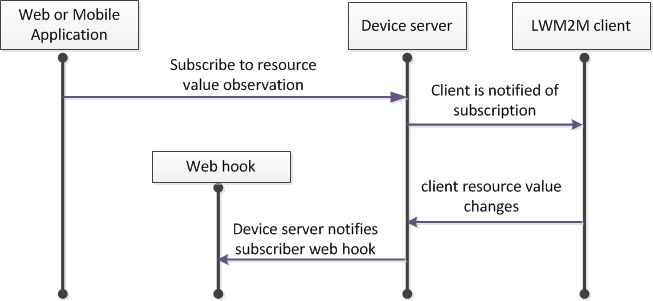 Web or Mobile
Application
Device server
LWM2M client
Subscribe to resource
value observation
Client is notified of
subscription
Web hook
client resource value
changes
Device server notifies
subscriber web hook